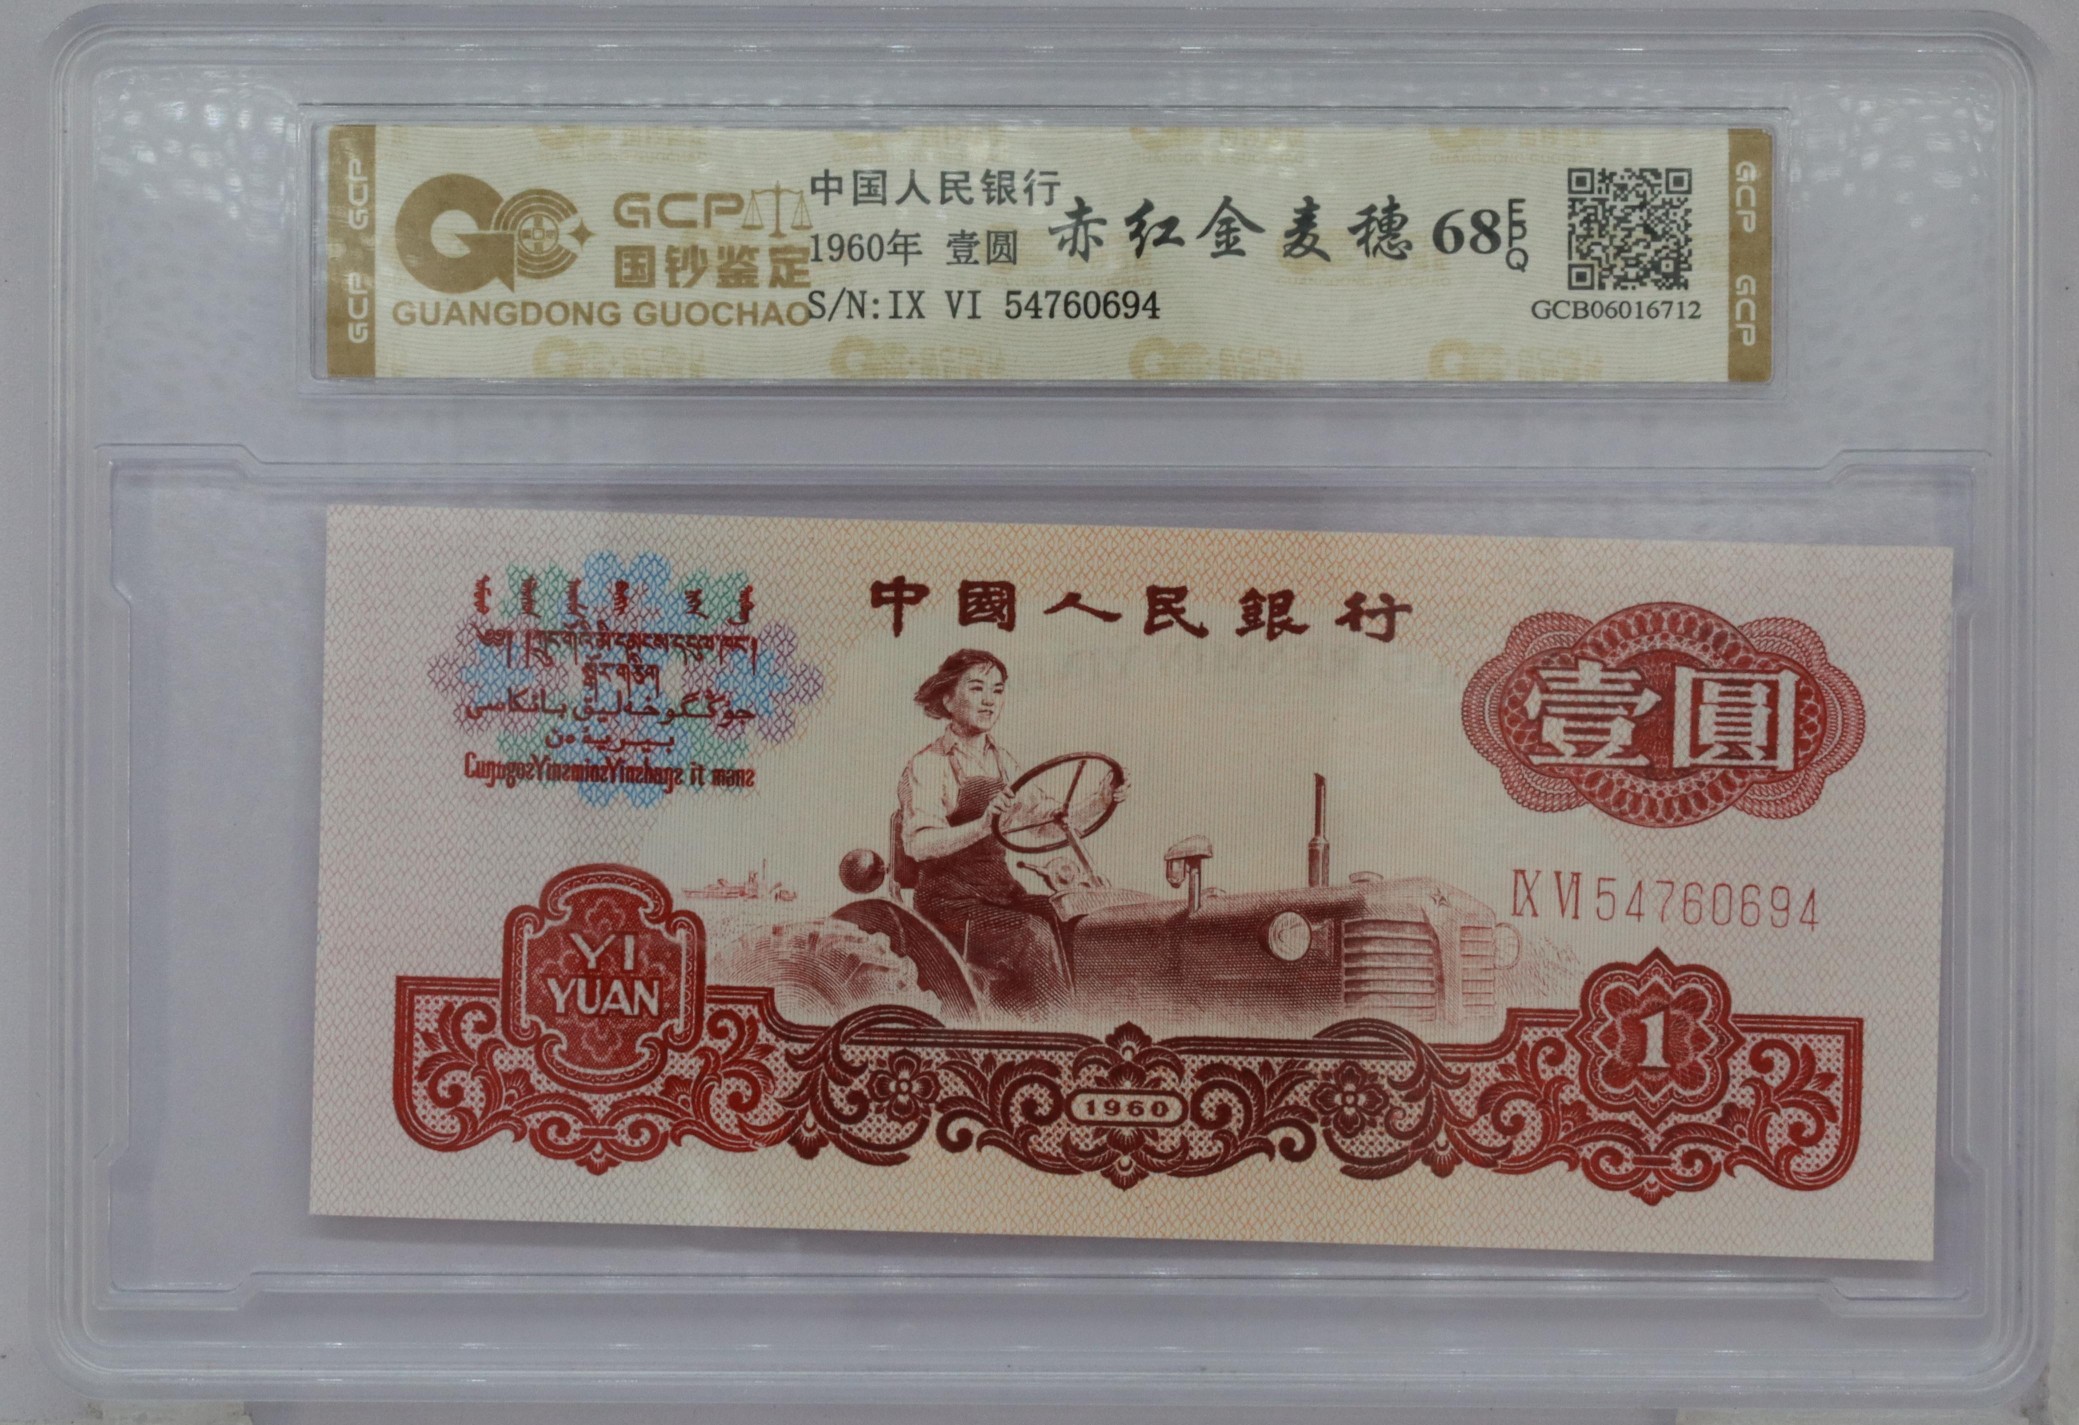 GCP
GCP
GCP
国钞鉴定
GUANGDONG GUOCHAO
中国人民银行
1960年 壹圆
S/N:IX VI 54760694
赤红金麦穗 68 EPQ
GCB06016712
GCP
GCP
中國人民銀行
壹圓
IX VI 54760694
YI
YUAN
1960
1